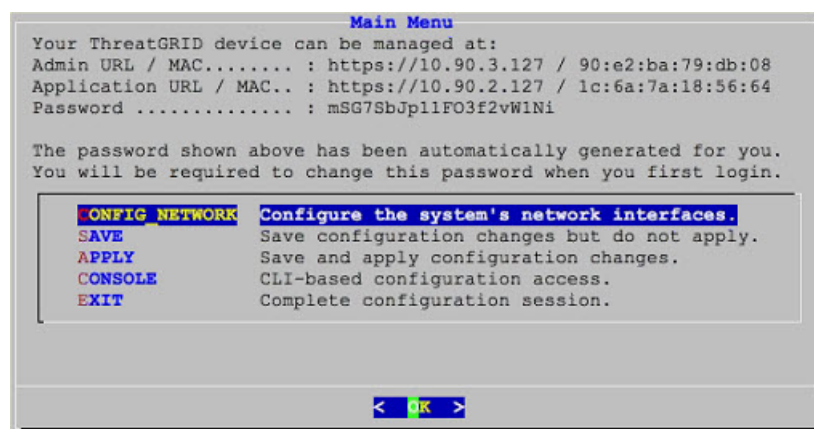 Main Menu
Your ThreatGRID device can be managed at:
Admin URL / MAC........ : https://10.90.3.127 / 90:e2:ba:79:db:08
Application URL / MAC.. : https://10.90.2.127 / 1c:6a:7a:18:56:64
Password .............. : mSG7SbJp11FO3f2vW1Ni
The password shown above has been automatically generated for you.
You will be required to change this password when you first login.
CONFIG_NETWORK Configure the system's network interfaces.
SAVE Save configuration changes but do not apply.
APPLY Save and apply configuration changes.
CONSOLE CLI-based configuration access.
EXIT Complete configuration session.
< OK >